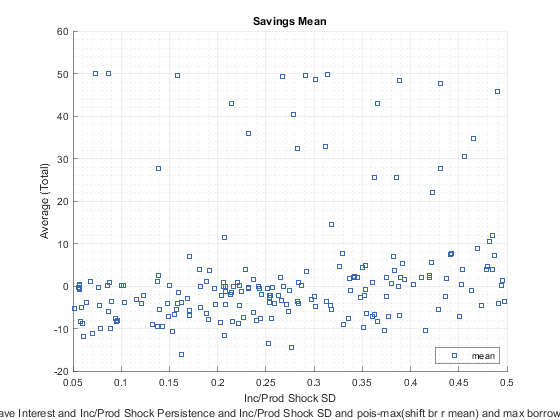 Savings Mean
60
50
40
30
20
10
0
-10
-20
Average (Total)
0.05 0.1 0.15 0.2 0.25 0.3 0.35 0.4 0.45 0.5
mean
Inc/Prod Shock SD
ave Interest and Inc/Prod Shock Persistence and Inc/Prod Shock SD and pois-max(shift br r mean) and max borrow